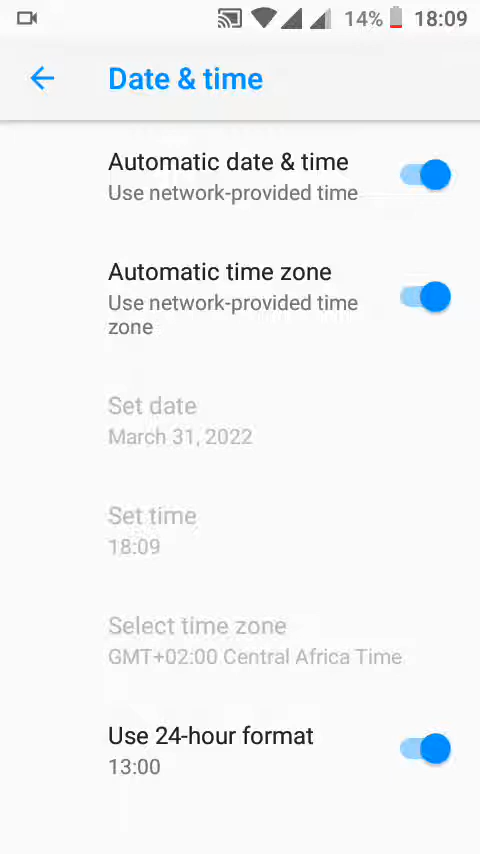 14% 18:09
Date & time
Automatic date & time
Use network-provided time
Automatic time zone
Use network-provided time
zone
Set date
March 31, 2022
Set time
18:09
Select time zone
GMT+02:00 Central Africa Time
Use 24-hour format
13:00